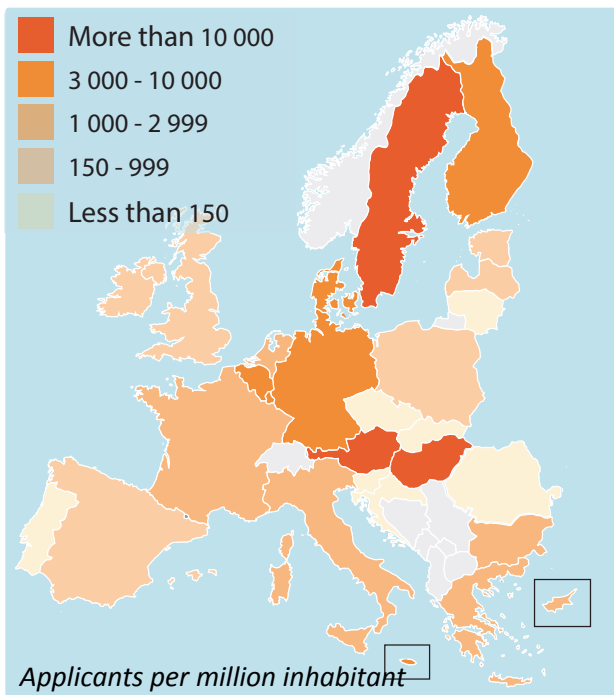 More than 10 000
3 000 - 10 000
1 000 - 2 999
150 - 999
Less than 150
Applicants per million inhabitant